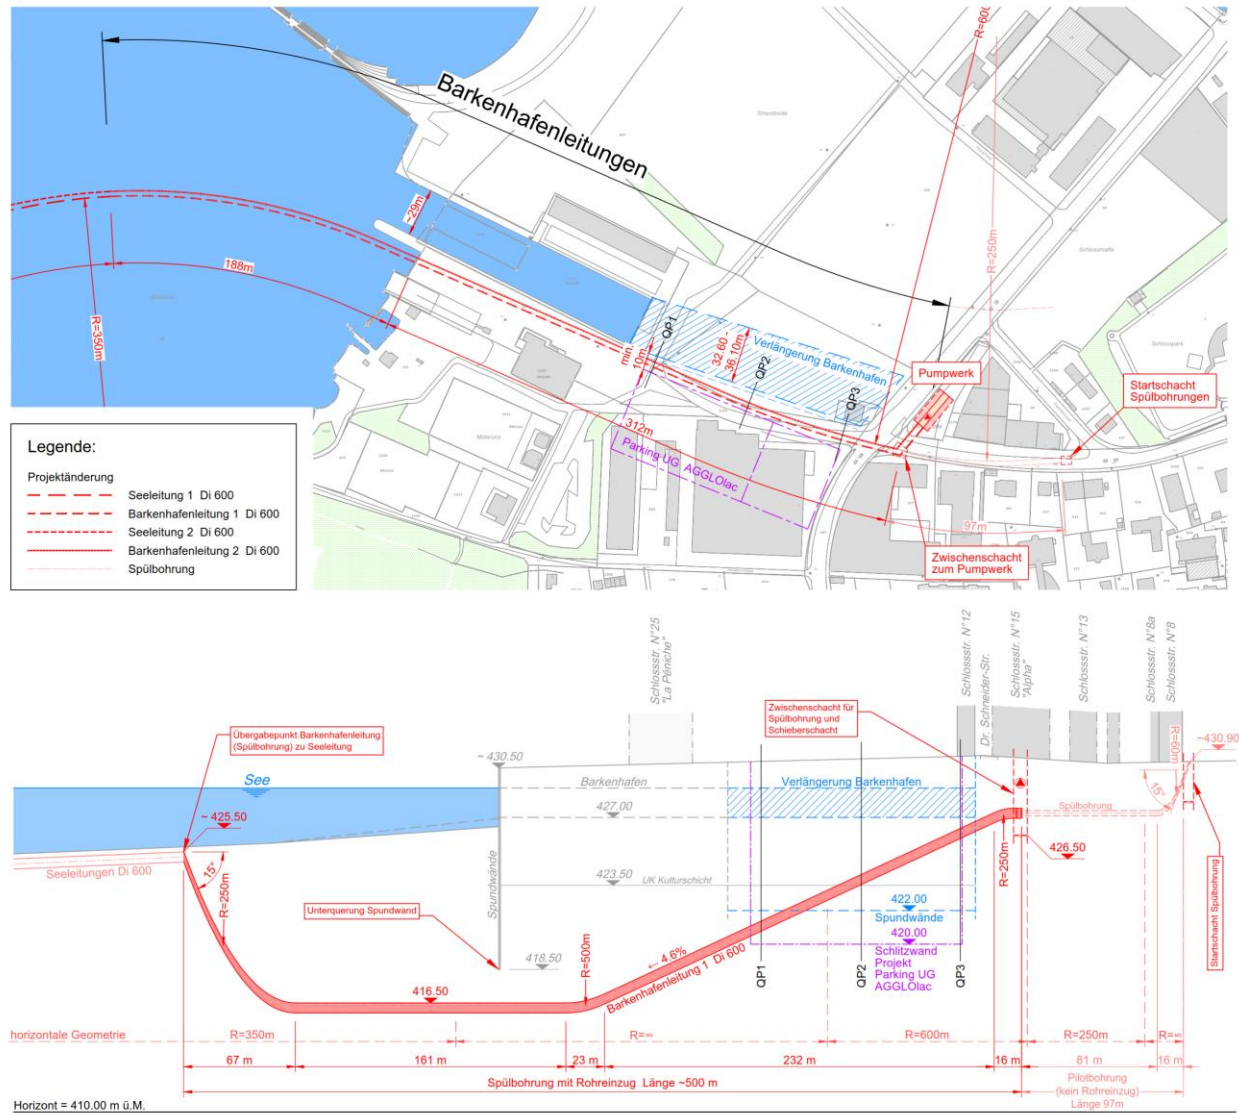 Barkenhafenleitungen
R=600
~29m
R=250m
188m
R=350m
QP1
min.
10m
32.60 -
36.10m
QP2
Verlängerung Barkenhafen
QP3
Pumpwerk
Startschacht
Spülbohrungen
Schlossmatte
Schlosspark
312m
Parking UG AGGLOlac
97m
Zwischenschacht
zum Pumpwerk
Legende:
Projektänderung
Seeleitung 1 Di 600
Barkenhafenleitung 1 Di 600
Seeleitung 2 Di 600
Barkenhafenleitung 2 Di 600
Spülbohrung
Schlossstr. N°25
"La Péniche"
Schlossstr. N°12
Dr. Schneider-Str.
Schlossstr. N°15
"Alpha"
Schlossstr. N°13
Schlossstr. N°8a
Schlossstr. N°8
Übergabepunkt Barkenhafenleitung
(Spülbohrung) zu Seeleitung
Zwischenschacht für
Spülbohrung und
Schieberschacht
R=60m
~430.90
~ 430.50
See
Barkenhafen
Verlängerung Barkenhafen
15°
427.00
Spülbohrung
~ 425.50
426.50
Seeleitungen Di 600
15°
R=250m
Spundwände
423.50
UK Kulturschicht
R=250m
Startschacht Spülbohrung
Unterquerung Spundwand
422.00
Spundwände
420.00
Schlitzwand
Projekt
Parking UG
AGGLOlac
418.50
← 4.6%
Barkenhafenleitung 1 Di 600
R=500m
QP1
QP2
QP3
416.50
horizontale Geometrie
R=350m
R=∞
R=600m
R=250m
R=∞
67 m
161 m
23 m
232 m
16 m
81 m
16 m
Spülbohrung mit Rohreinzug Länge ~500 m
Pilotbohrung
(kein Rohreinzug)
Länge 97m
Horizont = 410.00 m ü.M.